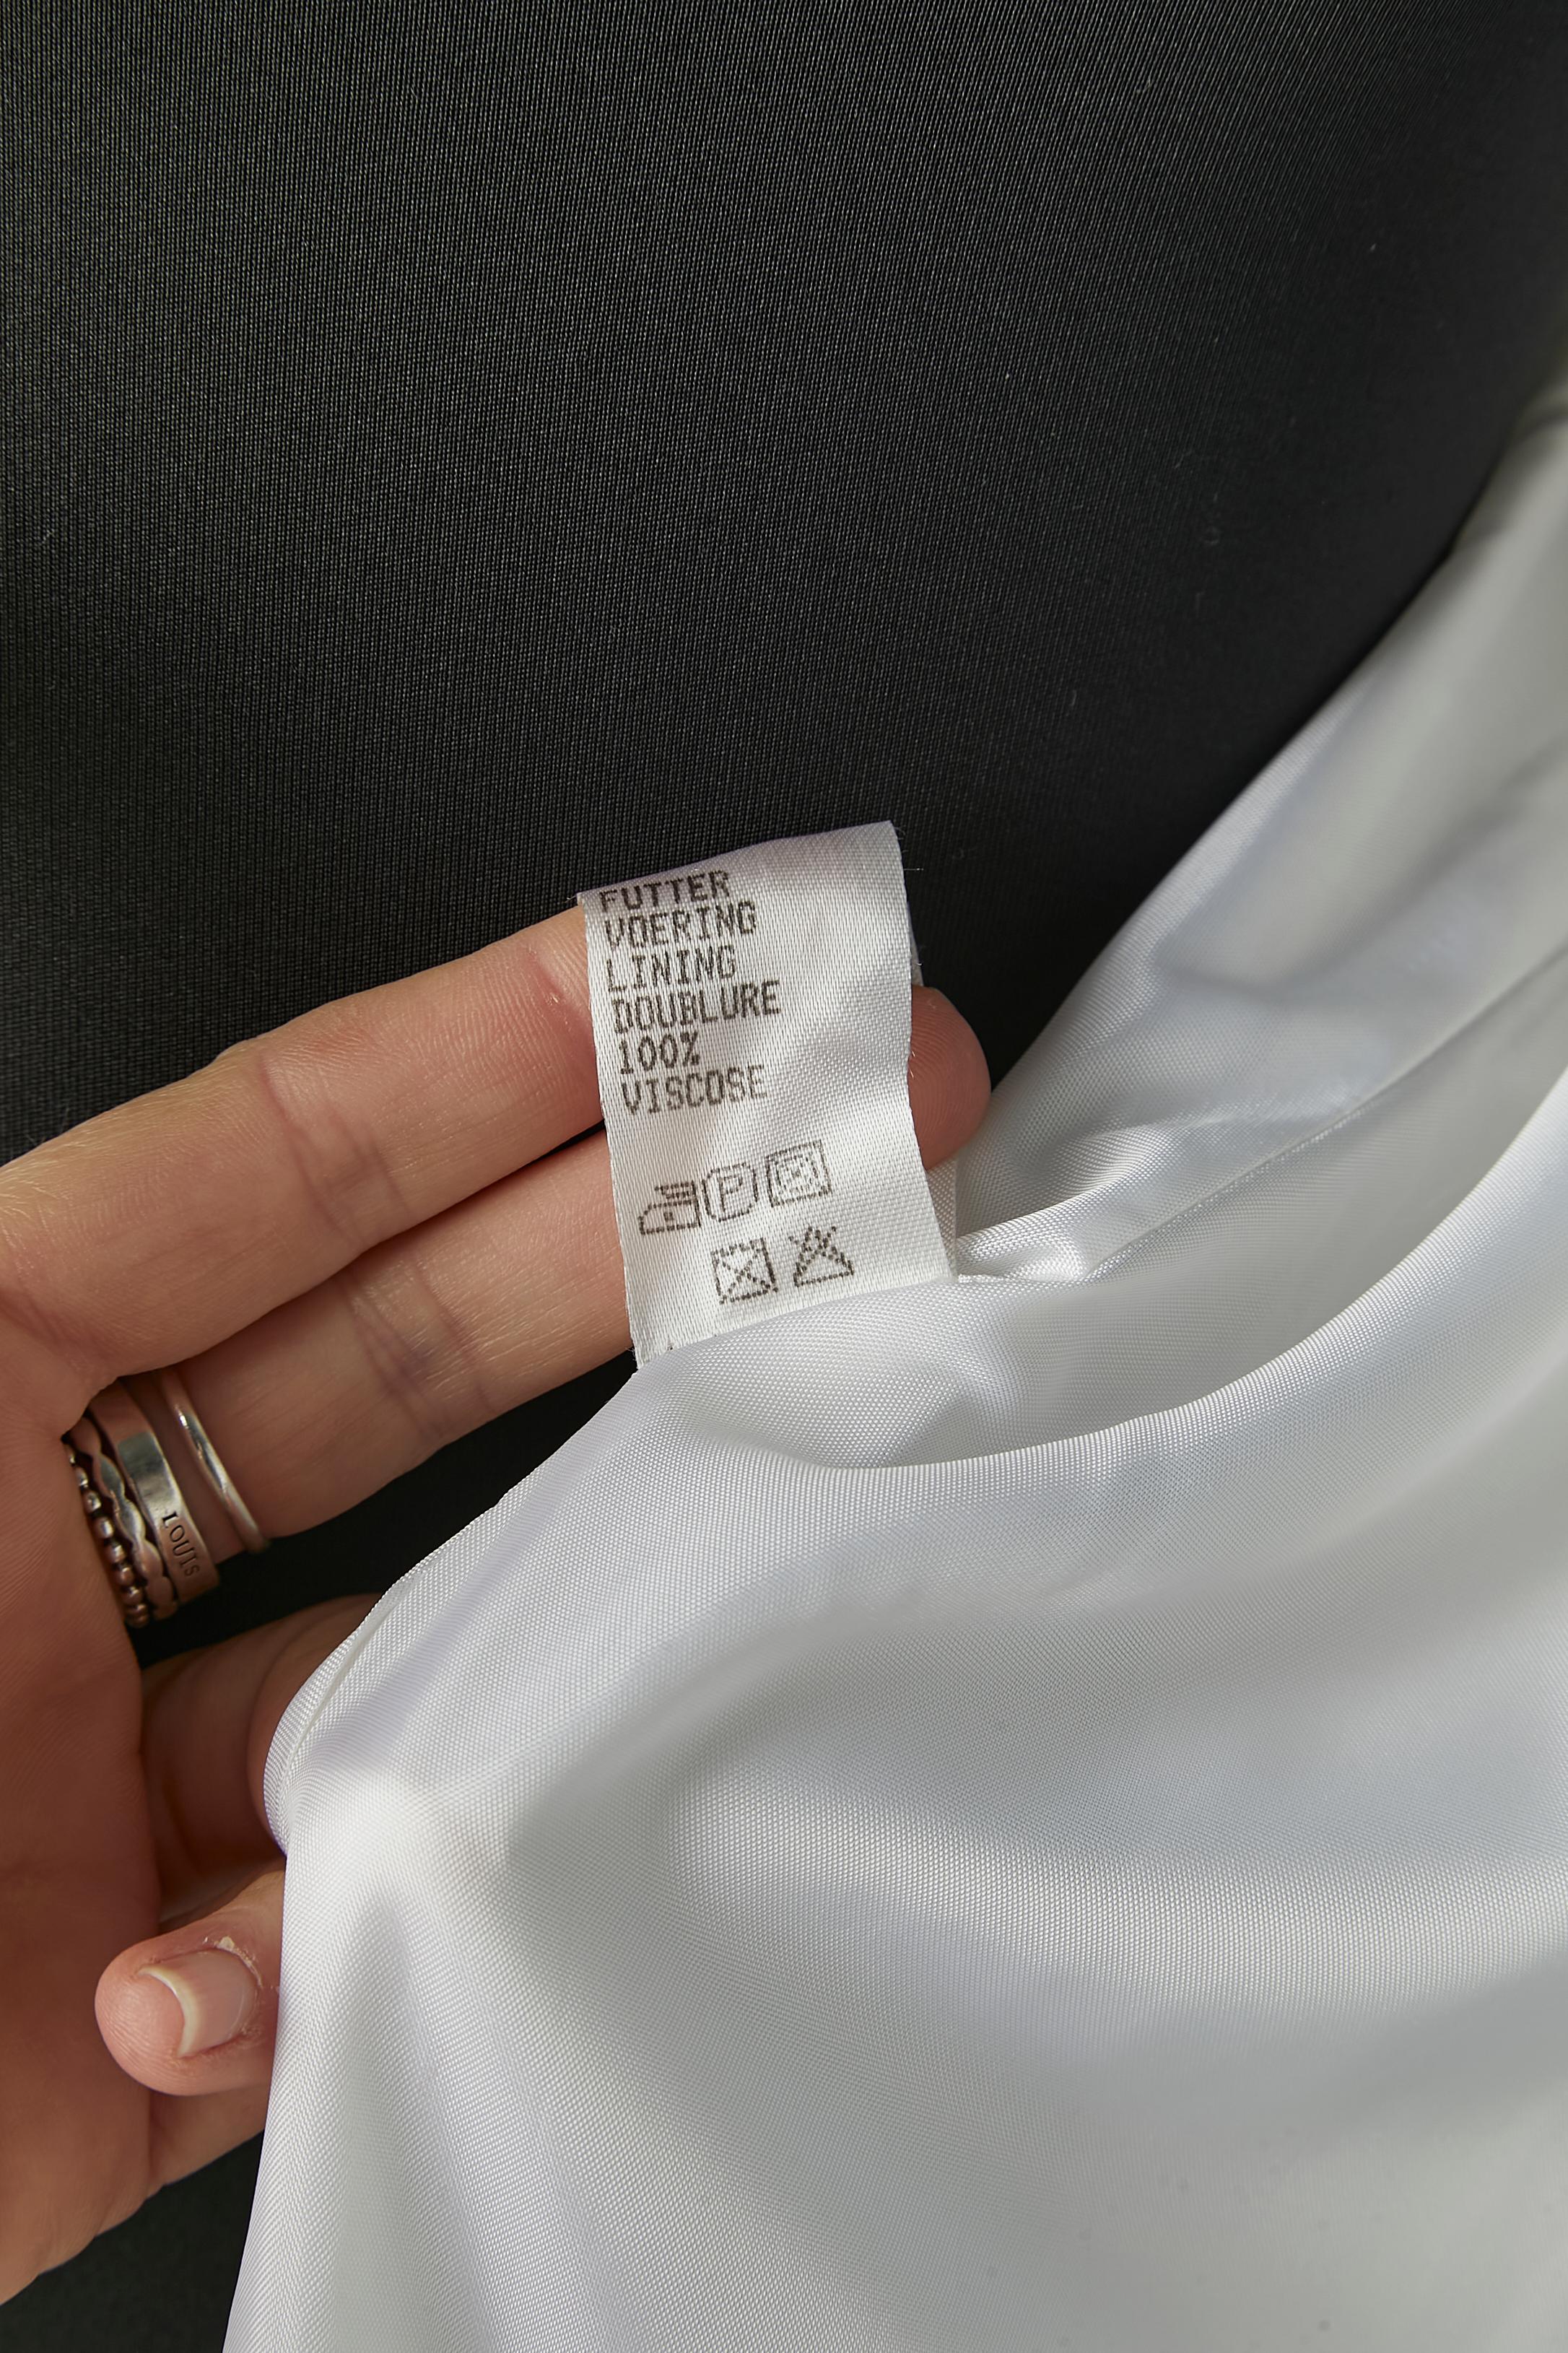 FUTTER
VOERING
LINING
DOUBLURE
100%
VISCOSE
P
LOUIS